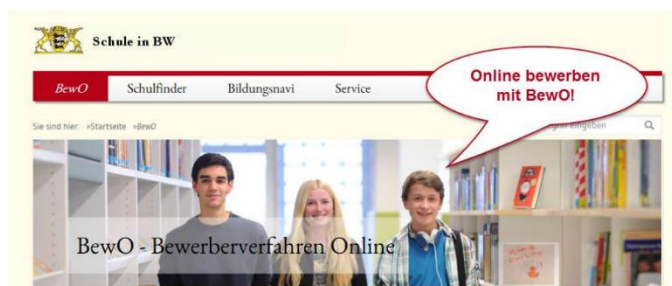 Schule in BW
BewO Schulfinder Bildungsnavi Service
Online bewerben
mit BewO!
Sie sind hier: »Startseite »BewO
eingeben
BewO - Bewerberverfahren Online